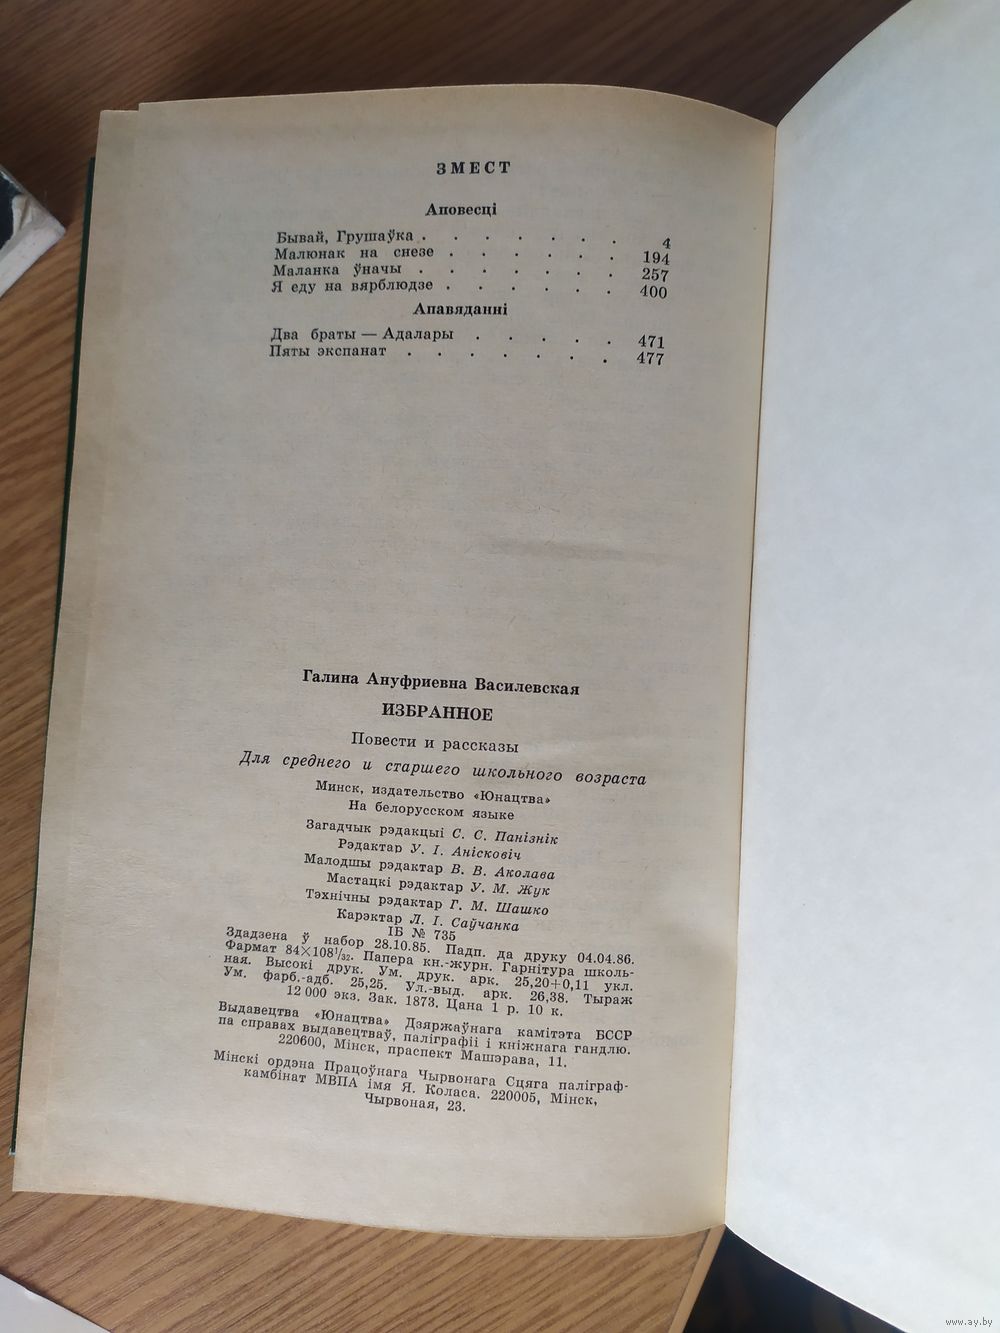 ЗМЕСТ
Аповесці
Бывай, Грушаўка . . . . . . . 4
Малюнак на снезе . . . . . . 194
Маланка ўначы . . . . . . . 257
Я еду на вярблюдзе . . . . . . 400
Апавяданні
Два браты — Адалары . . . . . 471
Пяты экспанат . . . . . . . 477
Галина Ануфриевна Василевская
ИЗБРАННОЕ
Повести и рассказы
Для среднего и старшего школьного возраста
Минск, издательство «Юнацтва»
На белорусском языке
Загадчык рэдакцыі С. С. Панізнік
Рэдактар У. І. Анісковіч
Малодшы рэдактар В. В. Аколава
Мастацкі рэдактар У. М. Жук
Тэхнічны рэдактар Г. М. Шашко
Карэктар Л. І. Саўчанка
ІБ № 735
Здадзена ў набор 28.10.85. Падп. да друку 04.04.86.
Фармат 84×108¹/₃₂. Папера кн.-журн. Гарнітура школь-
ная. Высокі друк. Ум. друк. арк. 25,20+0,11 укл.
Ум. фарб.-адб. 25,25. Ул.-выд. арк. 26,38. Тыраж
12 000 экз. Зак. 1873. Цана 1 р. 10 к.
Выдавецтва «Юнацтва» Дзяржаўнага камітэта БССР
па справах выдавецтваў, паліграфіі і кніжнага гандлю.
220600, Мінск, праспект Машэрава, 11.
Мінскі ордэна Працоўнага Чырвонага Сцяга паліграф-
камбінат МВПА імя Я. Коласа. 220005, Мінск,
Чырвоная, 23.
www.ay.by